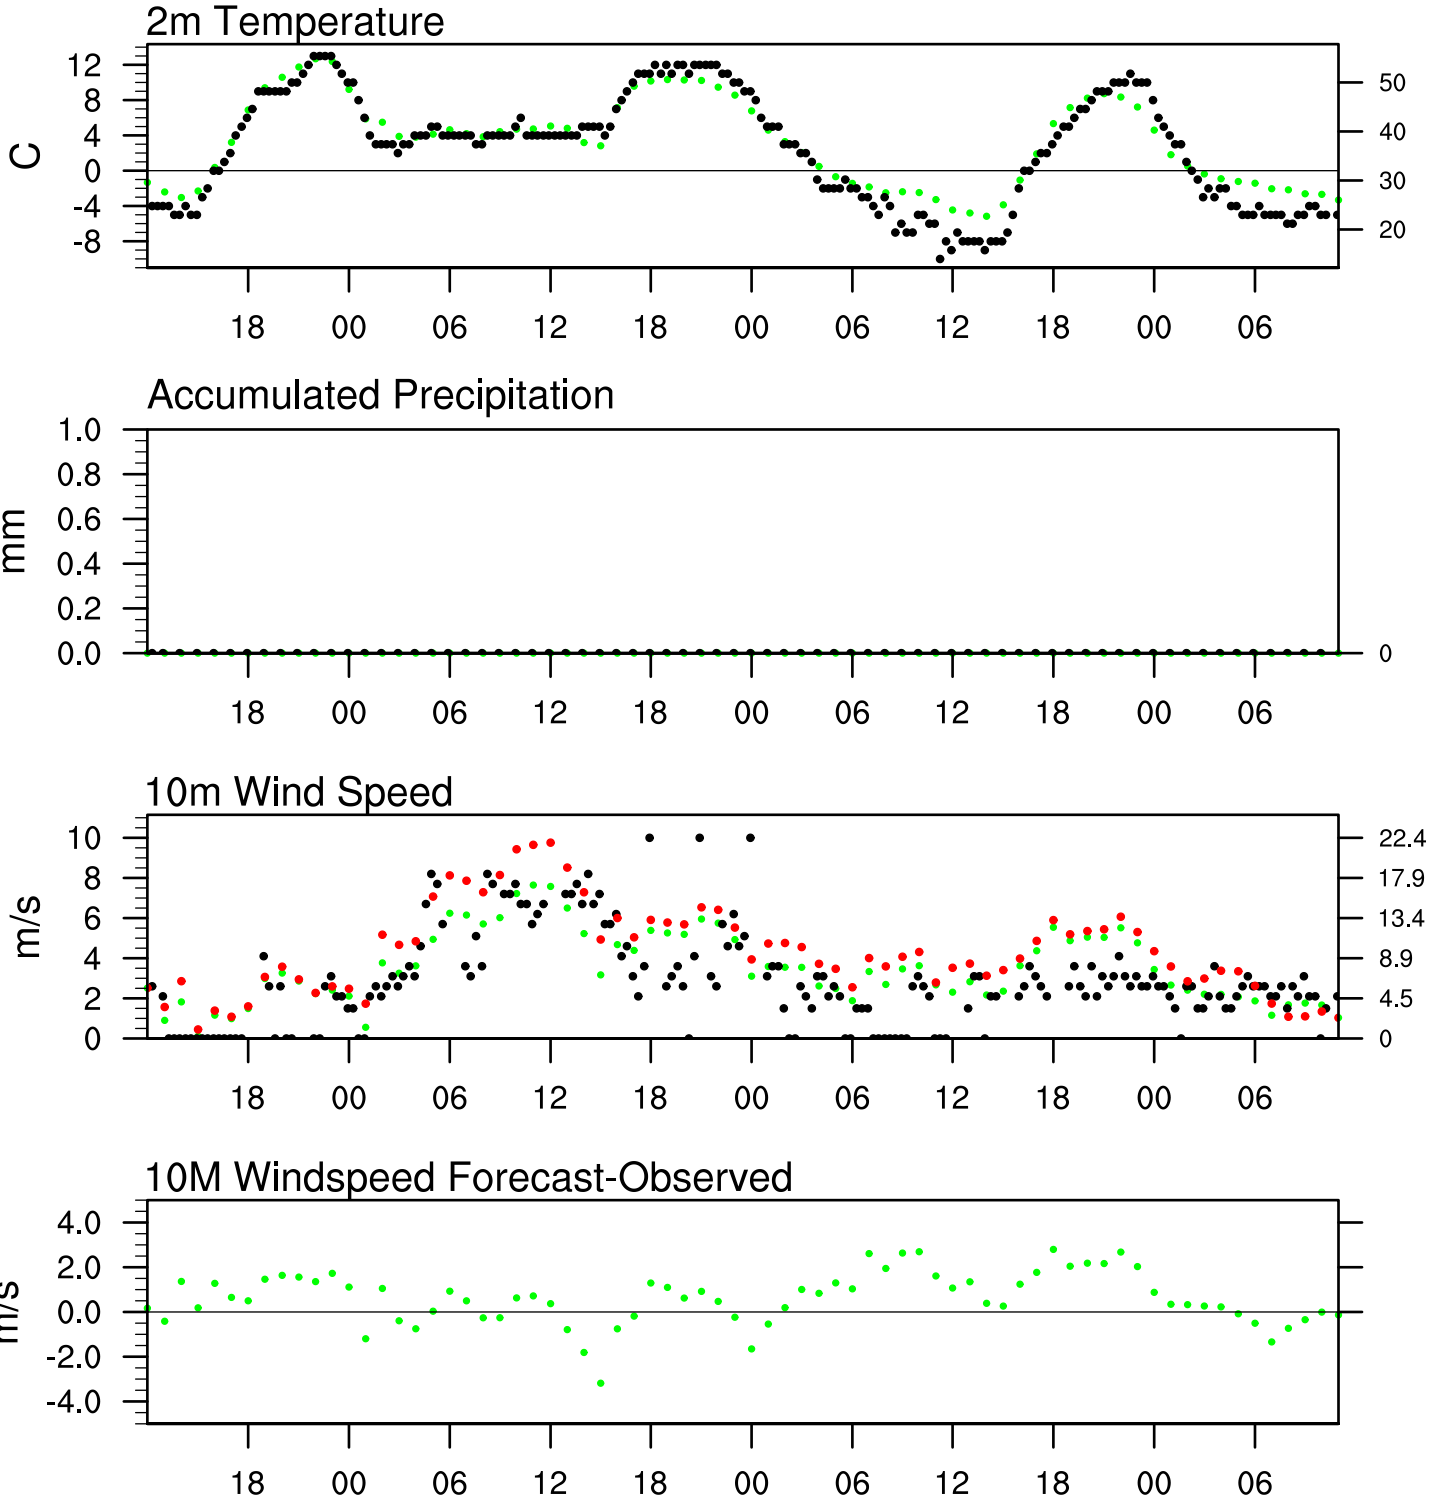 2m Temperature
12
8
4
0
-4
-8
C
50
40
30
20
18 00 06 12 18 00 06 12 18 00 06
Accumulated Precipitation
1.0
0.8
0.6
0.4
0.2
0.0
mm
0
18 00 06 12 18 00 06 12 18 00 06
10m Wind Speed
10
8
6
4
2
0
m/s
22.4
17.9
13.4
8.9
4.5
0
18 00 06 12 18 00 06 12 18 00 06
10M Windspeed Forecast-Observed
4.0
2.0
0.0
-2.0
-4.0
m/s
18 00 06 12 18 00 06 12 18 00 06